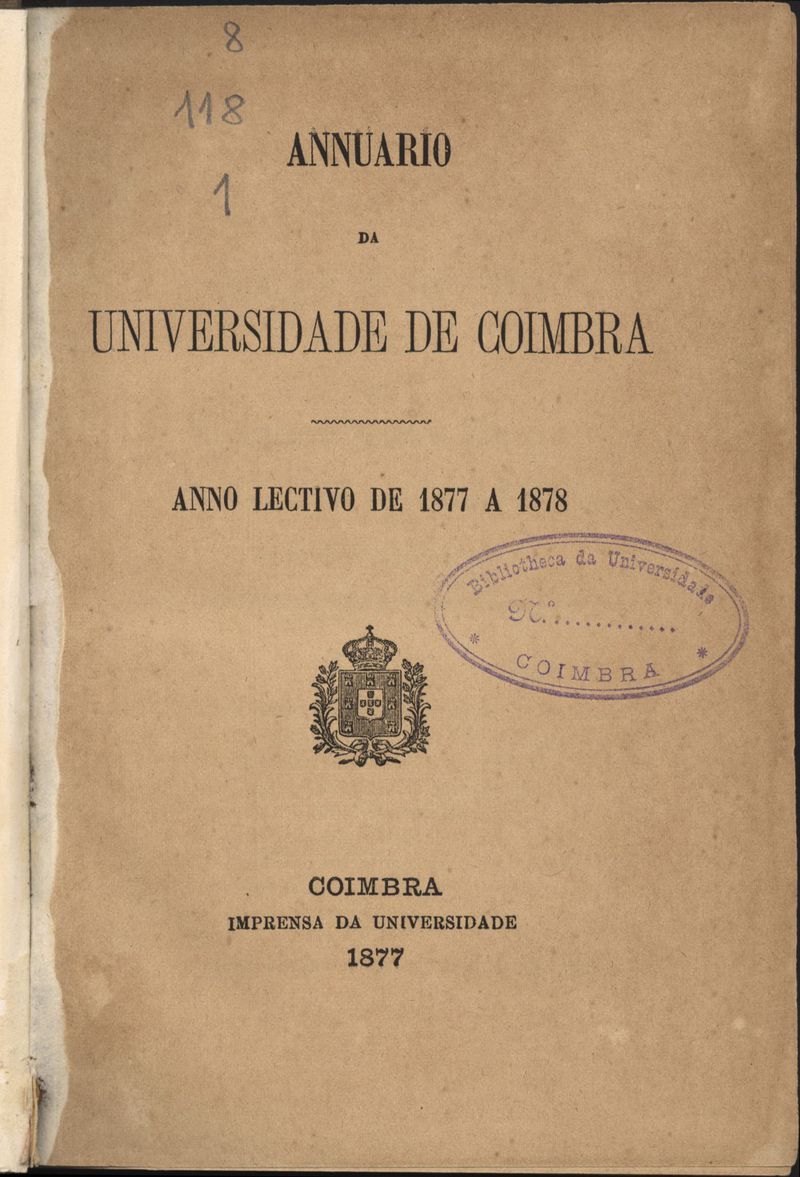 8
118
1
ANNUARIO
DA
UNIVERSIDADE DE COIMBRA
ANNO LECTIVO DE 1877 A 1878
Bibliotheca da Universidade
N.º............
* COIMBRA *
COIMBRA
IMPRENSA DA UNIVERSIDADE
1877